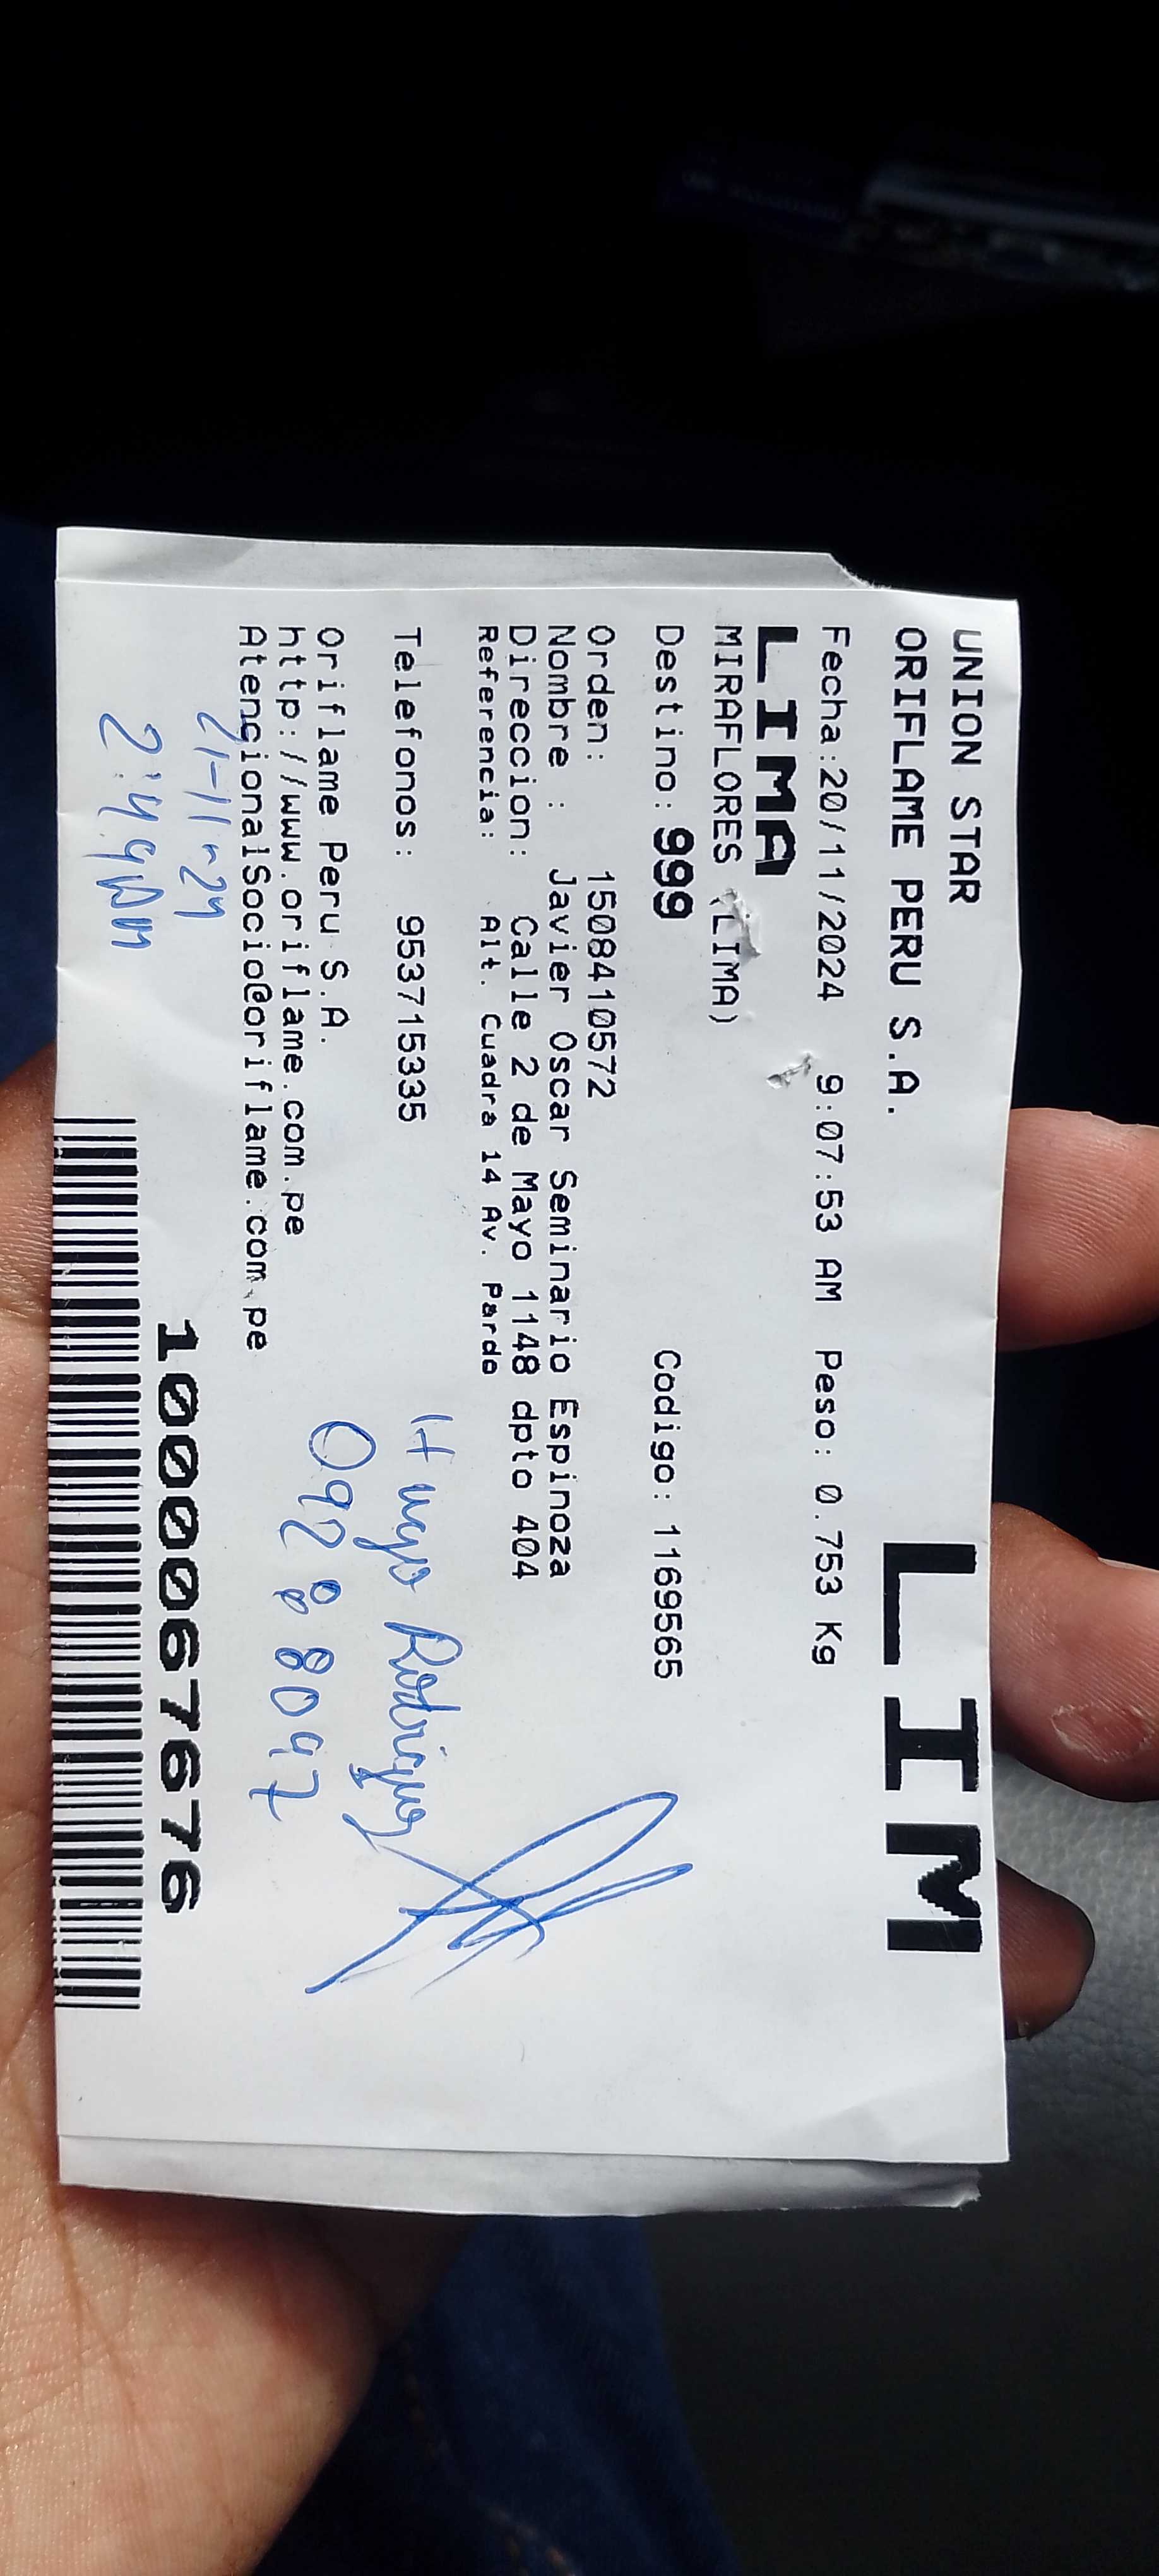 UNION STAR
ORIFLAME PERU S.A.
LIM
Fecha:20/11/2024 9:07:53 AM Peso: 0.753 Kg
LIMA
MIRAFLORES (LIMA)
Destino: 999 Codigo: 1169565
Orden: 1508410572
Nombre : Javier Oscar Seminario Espinoza
Direccion: Calle 2 de Mayo 1148 dpto 404
Referencia: Alt. Cuadra 14 Av. Pardo
Telefonos: 953715335
Hugo Rodriguez
Oriflame Peru S.A.
http://www.oriflame.com.pe
AtencionalSocio@oriflame.com.pe
21-11-24
10000676676